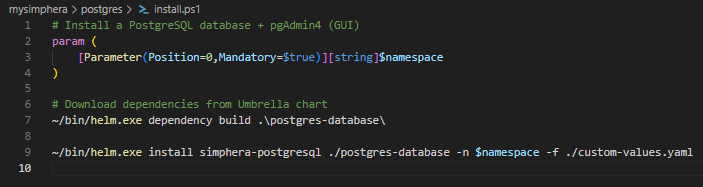 mysimphera > postgres > install.ps1
1 # Install a PostgreSQL database + pgAdmin4 (GUI)
2 param (
3     [Parameter(Position=0,Mandatory=$true)][string]$namespace
4 )
5
6 # Download dependencies from Umbrella chart
7 ~/bin/helm.exe dependency build .\postgres-database\
8
9 ~/bin/helm.exe install simphera-postgresql ./postgres-database -n $namespace -f ./custom-values.yaml
10